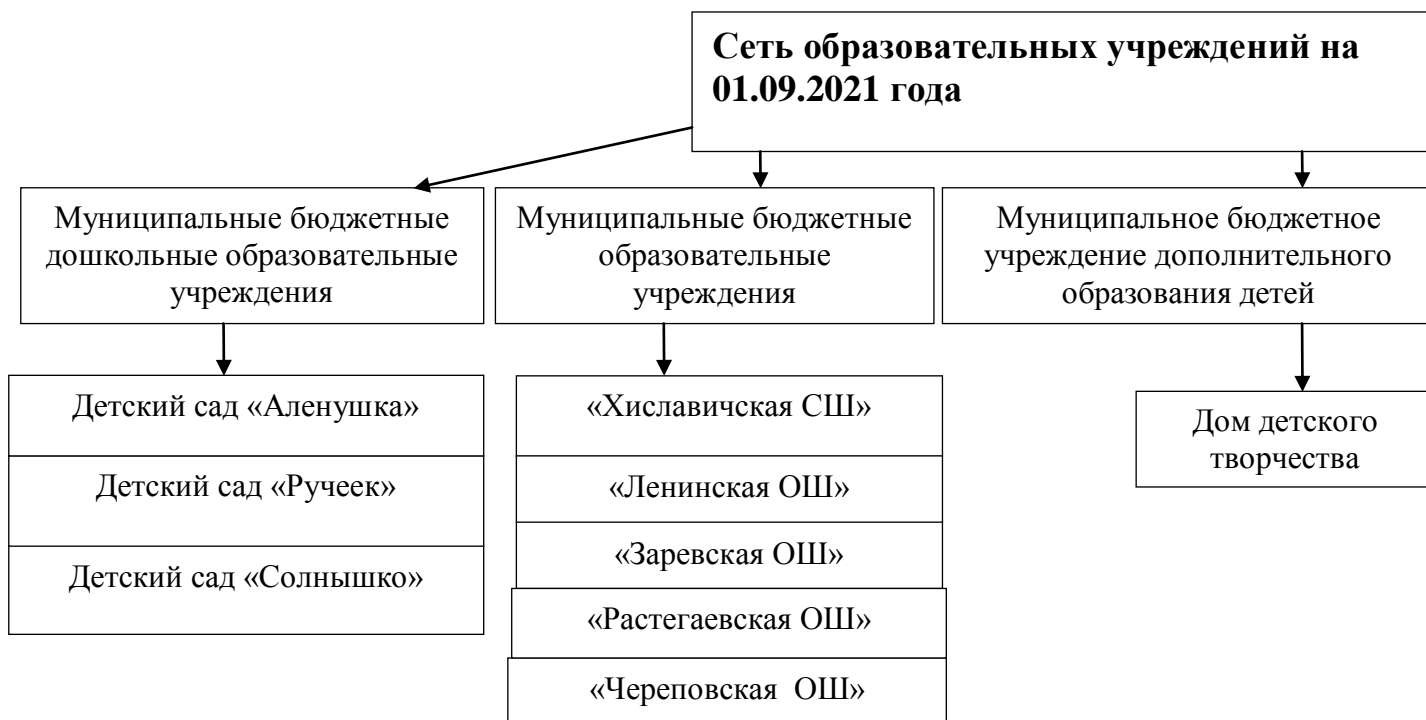 Сеть образовательных учреждений на
01.09.2021 года
Муниципальные бюджетные
дошкольные образовательные
учреждения
Муниципальные бюджетные
образовательные
учреждения
Муниципальное бюджетное
учреждение дополнительного
образования детей
Детский сад «Аленушка»
Детский сад «Ручеек»
Детский сад «Солнышко»
«Хиславичская СШ»
«Ленинская ОШ»
«Заревская ОШ»
«Растегаевская ОШ»
«Череповская ОШ»
Дом детского
творчества